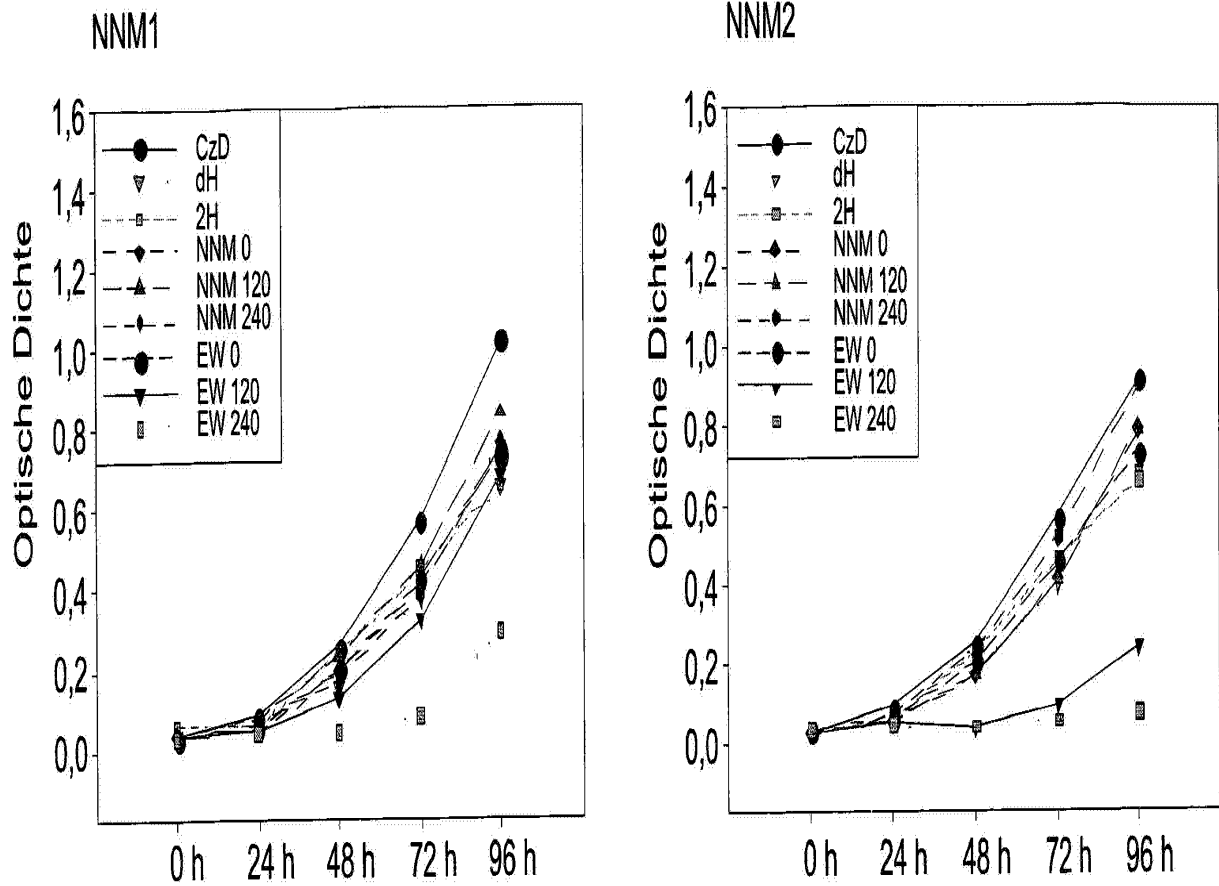 NNM1
Optische Dichte
1,6
1,4
1,2
1,0
0,8
0,6
0,4
0,2
0,0
CzD
dH
2H
NNM 0
NNM 120
NNM 240
EW 0
EW 120
EW 240
0 h
24 h
48 h
72 h
96 h
NNM2
Optische Dichte
1,6
1,4
1,2
1,0
0,8
0,6
0,4
0,2
0,0
CzD
dH
2H
NNM 0
NNM 120
NNM 240
EW 0
EW 120
EW 240
0 h
24 h
48 h
72 h
96 h